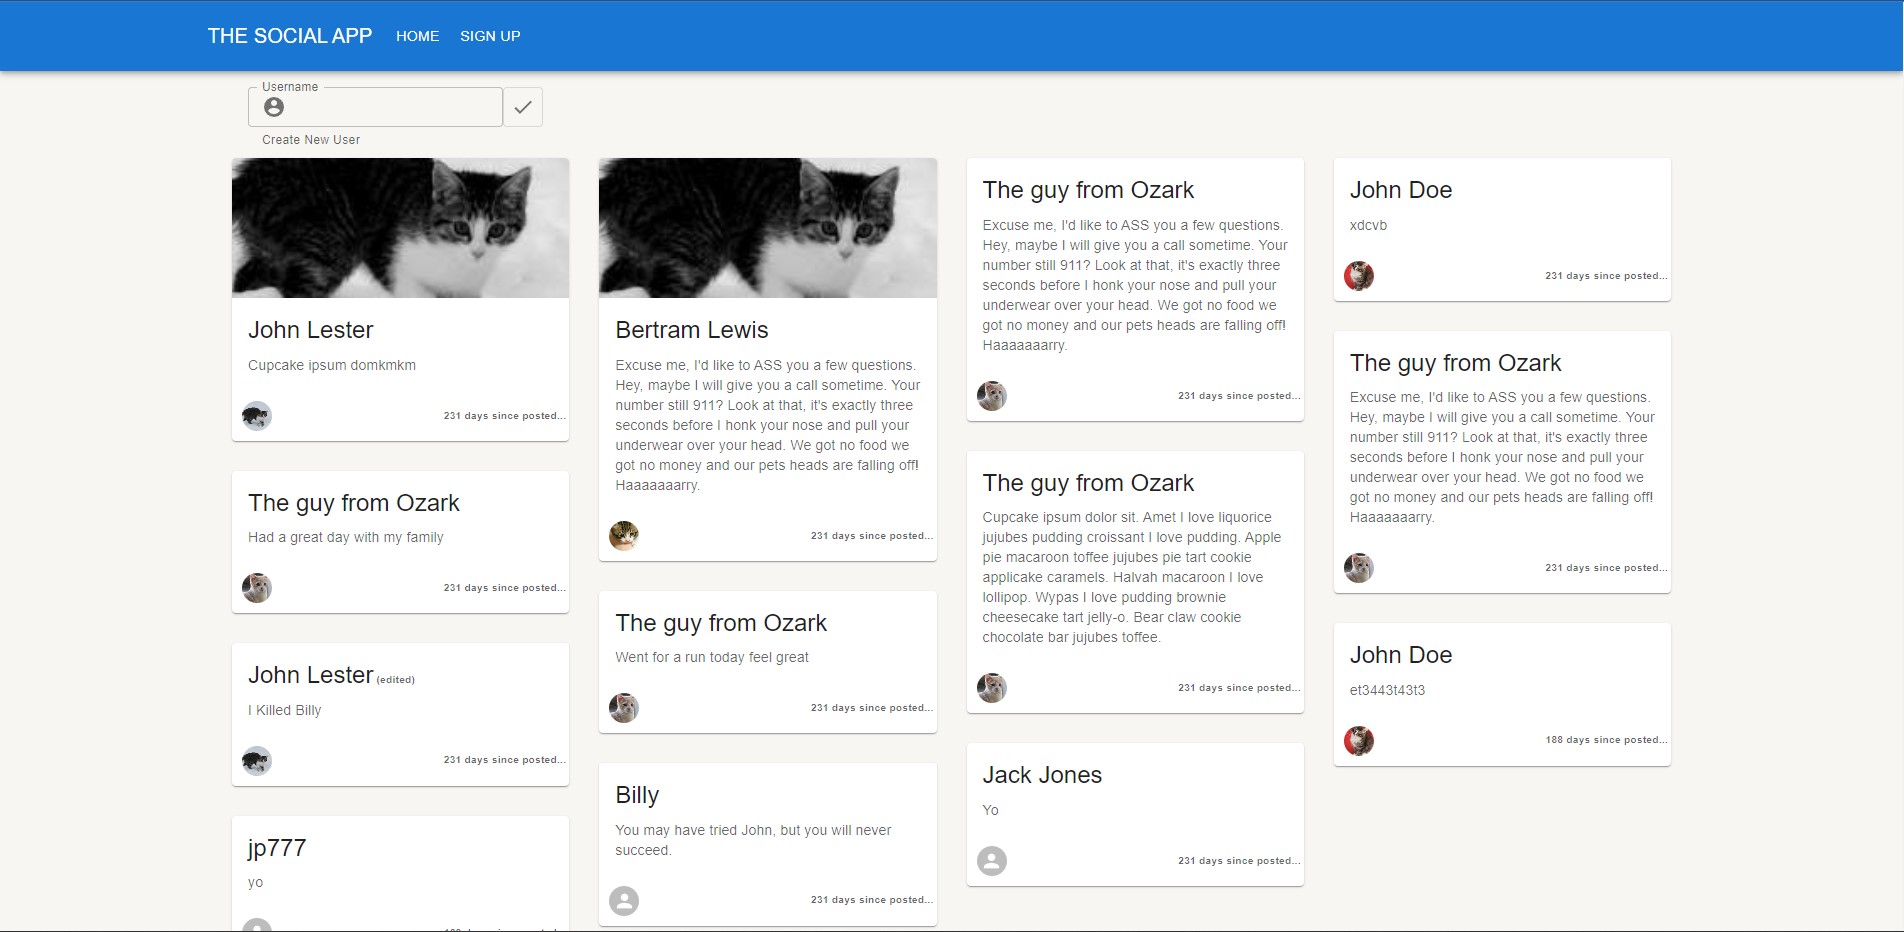 THE SOCIAL APP HOME SIGN UP
Username
Create New User
John Lester
Cupcake ipsum domkmkm
231 days since posted...
The guy from Ozark
Had a great day with my family
231 days since posted...
John Lester (edited)
I Killed Billy
231 days since posted...
jp777
yo
Bertram Lewis
Excuse me, I'd like to ASS you a few questions.
Hey, maybe I will give you a call sometime. Your
number still 911? Look at that, it's exactly three
seconds before I honk your nose and pull your
underwear over your head. We got no food we
got no money and our pets heads are falling off!
Haaaaaaarry.
231 days since posted...
The guy from Ozark
Went for a run today feel great
231 days since posted...
Billy
You may have tried John, but you will never
succeed.
231 days since posted...
The guy from Ozark
Excuse me, I'd like to ASS you a few questions.
Hey, maybe I will give you a call sometime. Your
number still 911? Look at that, it's exactly three
seconds before I honk your nose and pull your
underwear over your head. We got no food we
got no money and our pets heads are falling off!
Haaaaaaarry.
231 days since posted...
The guy from Ozark
Cupcake ipsum dolor sit. Amet I love liquorice
jujubes pudding croissant I love pudding. Apple
pie macaroon toffee jujubes pie tart cookie
applicake caramels. Halvah macaroon I love
lollipop. Wypas I love pudding brownie
cheesecake tart jelly-o. Bear claw cookie
chocolate bar jujubes toffee.
231 days since posted...
Jack Jones
Yo
231 days since posted...
John Doe
xdcvb
231 days since posted...
The guy from Ozark
Excuse me, I'd like to ASS you a few questions.
Hey, maybe I will give you a call sometime. Your
number still 911? Look at that, it's exactly three
seconds before I honk your nose and pull your
underwear over your head. We got no food we
got no money and our pets heads are falling off!
Haaaaaaarry.
231 days since posted...
John Doe
et3443t43t3
188 days since posted...